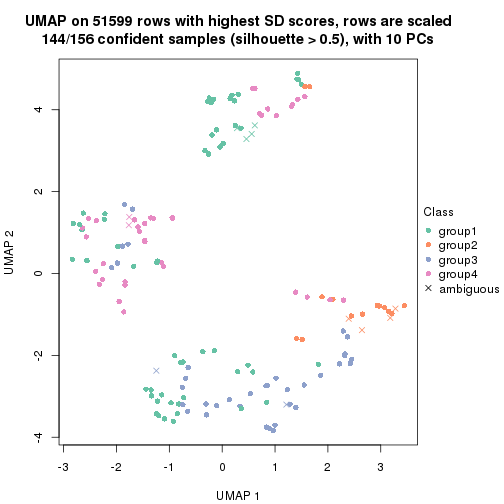 UMAP on 51599 rows with highest SD scores, rows are scaled
144/156 confident samples (silhouette > 0.5), with 10 PCs
4
2
0
-2
-4
UMAP 2
-3
-2
-1
0
1
2
3
UMAP 1
Class
group1
group2
group3
group4
ambiguous